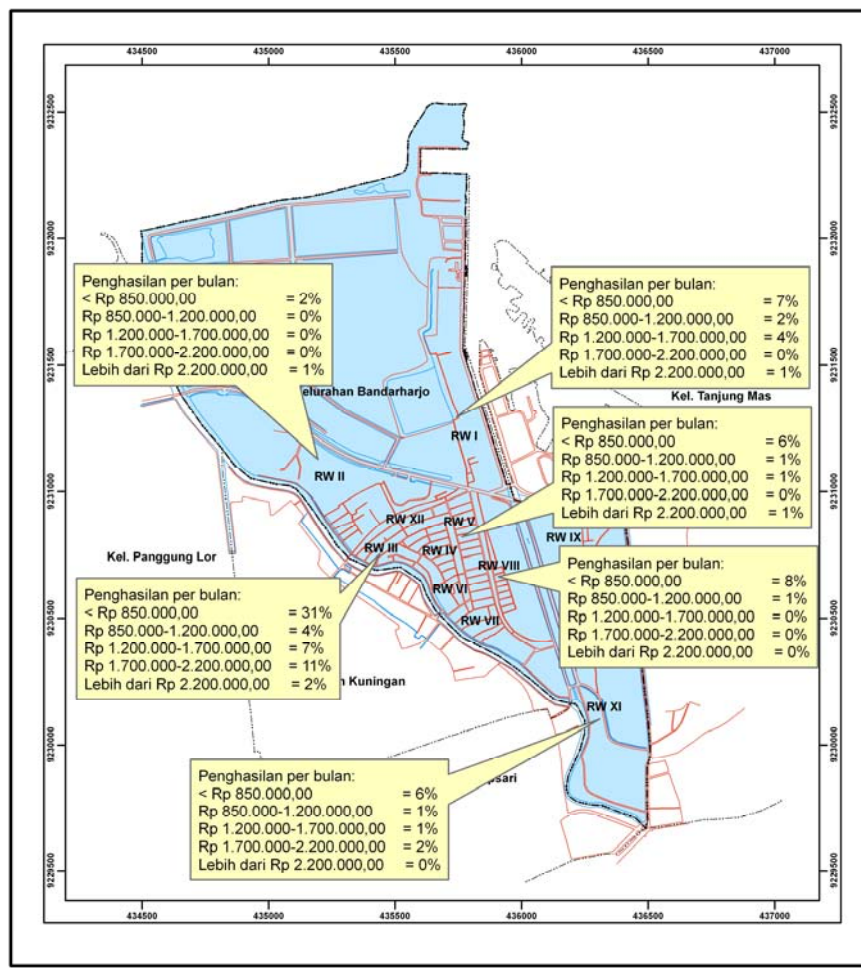 434500 435000 435500 436000 436500 437000
9232500
9232000
9231500
9231000
9230500
9230000
9229500
Penghasilan per bulan:
< Rp 850.000,00 = 2%
Rp 850.000-1.200.000,00 = 0%
Rp 1.200.000-1.700.000,00 = 0%
Rp 1.700.000-2.200.000,00 = 0%
Lebih dari Rp 2.200.000,00 = 1%
Penghasilan per bulan:
< Rp 850.000,00 = 7%
Rp 850.000-1.200.000,00 = 2%
Rp 1.200.000-1.700.000,00 = 4%
Rp 1.700.000-2.200.000,00 = 0%
Lebih dari Rp 2.200.000,00 = 1%
elurahan Bandarharjo
Kel. Tanjung Mas
RW I
Penghasilan per bulan:
< Rp 850.000,00 = 6%
Rp 850.000-1.200.000,00 = 1%
Rp 1.200.000-1.700.000,00 = 1%
Rp 1.700.000-2.200.000,00 = 0%
Lebih dari Rp 2.200.000,00 = 1%
RW II
RW XII
RW V
RW IX
RW III
RW IV
RW VIII
Kel. Panggung Lor
RW VI
RW VII
Penghasilan per bulan:
< Rp 850.000,00 = 8%
Rp 850.000-1.200.000,00 = 1%
Rp 1.200.000-1.700.000,00 = 0%
Rp 1.700.000-2.200.000,00 = 0%
Lebih dari Rp 2.200.000,00 = 0%
Penghasilan per bulan:
< Rp 850.000,00 = 31%
Rp 850.000-1.200.000,00 = 4%
Rp 1.200.000-1.700.000,00 = 7%
Rp 1.700.000-2.200.000,00 = 11%
Lebih dari Rp 2.200.000,00 = 2%
Kuningan
RW XI
psari
Penghasilan per bulan:
< Rp 850.000,00 = 6%
Rp 850.000-1.200.000,00 = 1%
Rp 1.200.000-1.700.000,00 = 1%
Rp 1.700.000-2.200.000,00 = 2%
Lebih dari Rp 2.200.000,00 = 0%
9232500
9232000
9231500
9231000
9230500
9230000
9229500
434500 435000 435500 436000 436500 437000